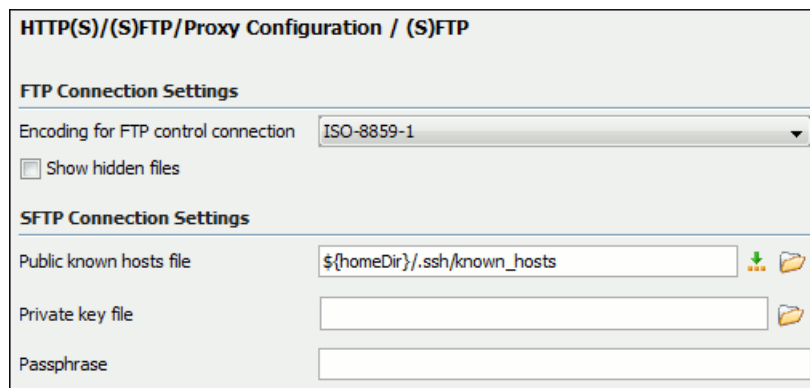 HTTP(S)/(S)FTP/Proxy Configuration / (S)FTP
FTP Connection Settings
Encoding for FTP control connection ISO-8859-1
Show hidden files
SFTP Connection Settings
Public known hosts file ${homeDir}/.ssh/known_hosts
Private key file
Passphrase